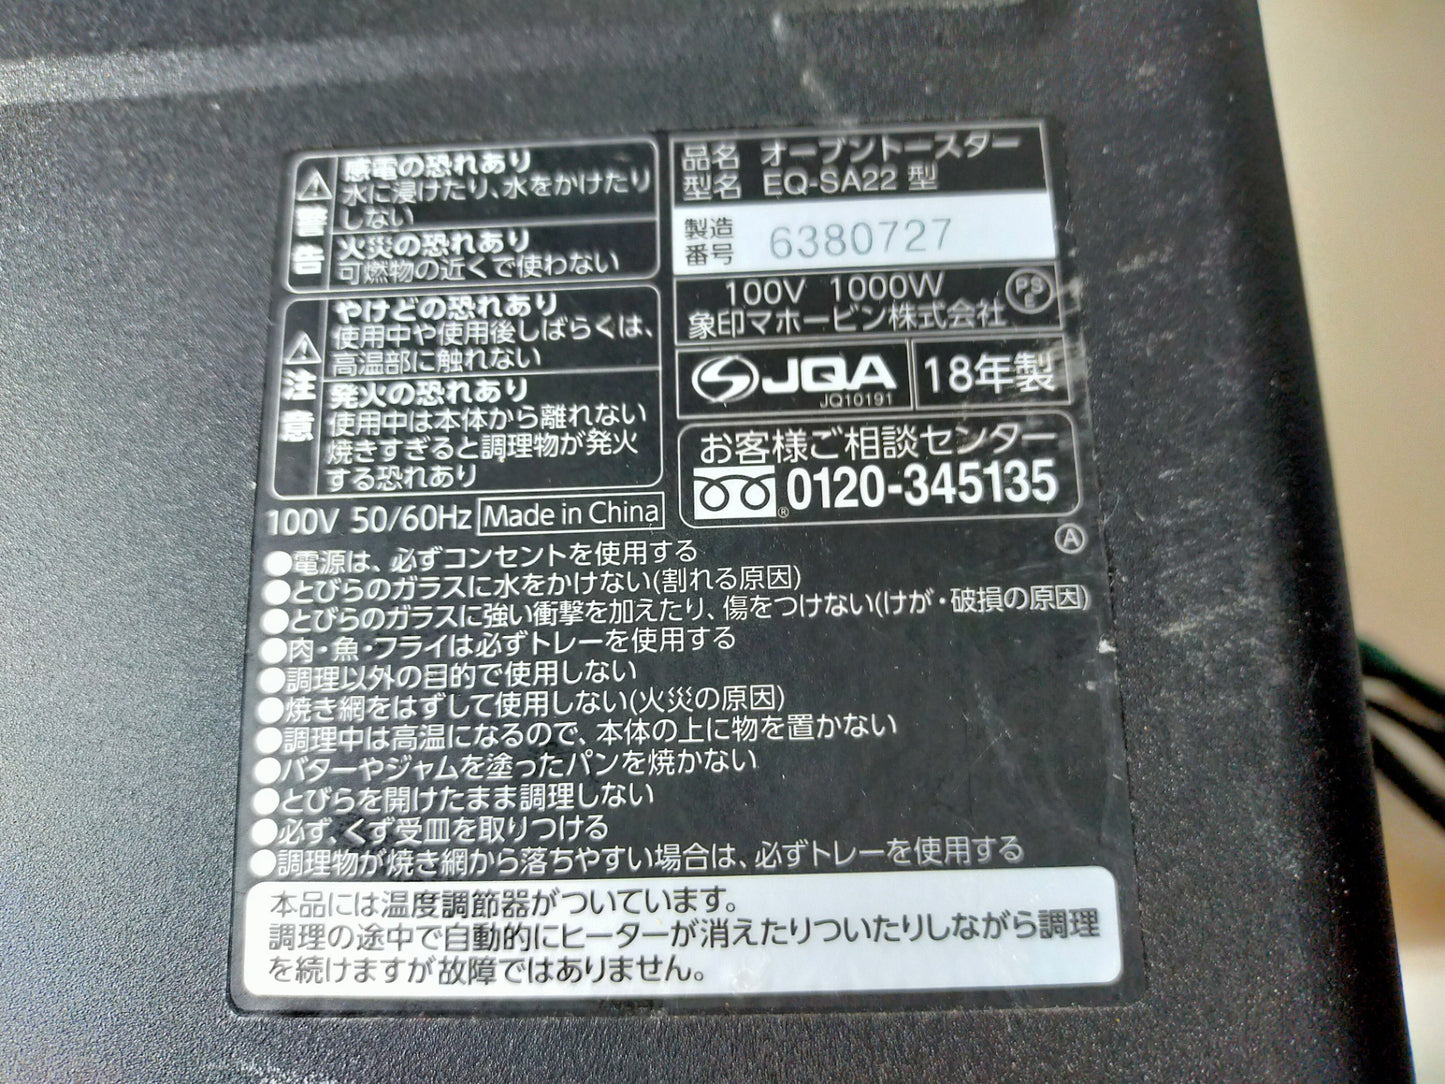 警告
感電の恐れあり
水に浸けたり、水をかけたり
しない
火災の恐れあり
可燃物の近くで使わない
注意
やけどの恐れあり
使用中や使用後しばらくは、
高温部に触れない
発火の恐れあり
使用中は本体から離れない
焼きすぎると調理物が発火
する恐れあり
100V 50/60Hz Made in China
品名 オーブントースター
型名 EQ-SA22 型
製造
番号 6380727
100V 1000W
PS
E
象印マホービン株式会社
JQA
JQ10191
18年製
お客様ご相談センター
0120-345135
®
A
●電源は、必ずコンセントを使用する
●とびらのガラスに水をかけない(割れる原因)
●とびらのガラスに強い衝撃を加えたり、傷をつけない(けが・破損の原因)
●肉・魚・フライは必ずトレーを使用する
●調理以外の目的で使用しない
●焼き網をはずして使用しない(火災の原因)
●調理中は高温になるので、本体の上に物を置かない
●バターやジャムを塗ったパンを焼かない
●とびらを開けたまま調理しない
●必ず、くず受皿を取りつける
●調理物が焼き網から落ちやすい場合は、必ずトレーを使用する
本品には温度調節器がついています。
調理の途中で自動的にヒーターが消えたりついたりしながら調理
を続けますが故障ではありません。